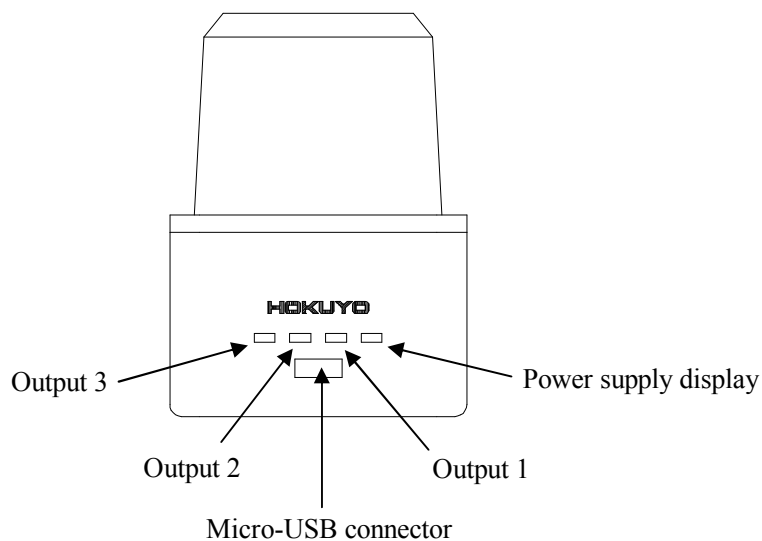 HOKUYO
Output 3
Power supply display
Output 2
Output 1
Micro-USB connector